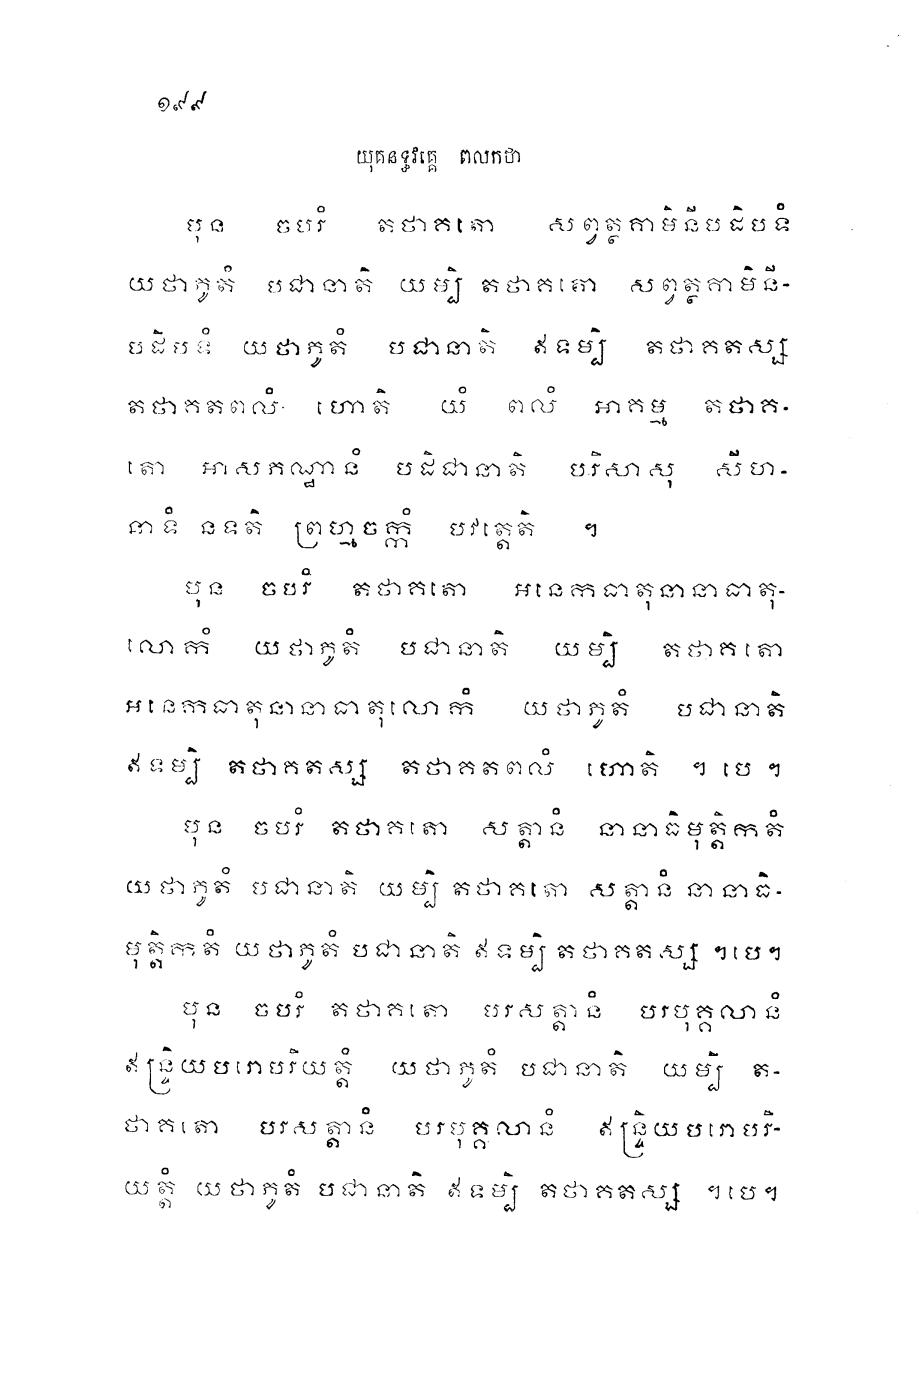 ១៩៩
យុគនទ្ធវគ្គេ ពលកថា
បុន ចបរំ តថាគតោ សព្វត្ថគាមិនីបដិបទំ
យថាភូតំ បជានាតិ យម្បិ តថាគតោ សព្វត្ថគាមិនី-
បដិបទំ យថាភូតំ បជានាតិ ឥទម្បិ តថាគតស្ស
តថាគតពលំ ហោតិ យំ ពលំ អាគម្ម តថាគ-
តោ អាសភណ្ឋានំ បដិជានាតិ បរិសាសុ សីហ-
នាទំ នទតិ ព្រហ្មចក្កំ បវត្តេតិ ។
បុន ចបរំ តថាគតោ អនេកធាតុនានាធាតុ-
លោកំ យថាភូតំ បជានាតិ យម្បិ តថាគតោ
អនេកធាតុនានាធាតុលោកំ យថាភូតំ បជានាតិ
ឥទម្បិ តថាគតស្ស តថាគតពលំ ហោតិ ។ បេ ។
បុន ចបរំ តថាគតោ សត្តានំ នានាធិមុត្តិកតំ
យថាភូតំ បជានាតិ យម្បិ តថាគតោ សត្តានំ នានាធិ-
មុត្តិកតំ យថាភូតំ បជានាតិ ឥទម្បិ តថាគតស្ស ។បេ។
បុន ចបរំ តថាគតោ បរសត្តានំ បរបុគ្គលានំ
ឥន្ទ្រិយបរោបរិយត្តំ យថាភូតំ បជានាតិ យម្បិ ត-
ថាគតោ បរសត្តានំ បរបុគ្គលានំ ឥន្ទ្រិយបរោបរិ-
យត្តំ យថាភូតំ បជានាតិ ឥទម្បិ តថាគតស្ស ។បេ។